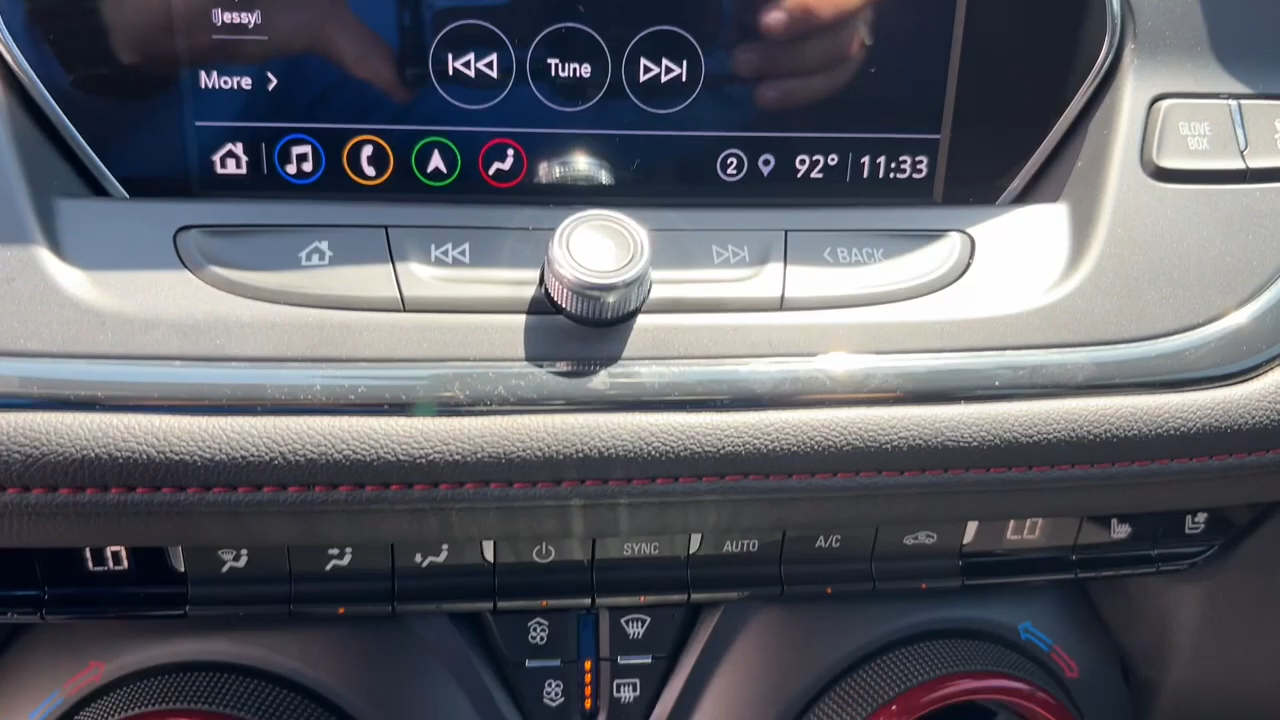 Jessy
More
Tune
2
92° 11:33
GLOVE
BOX
BACK
LO
SYNC
AUTO
A/C
LO